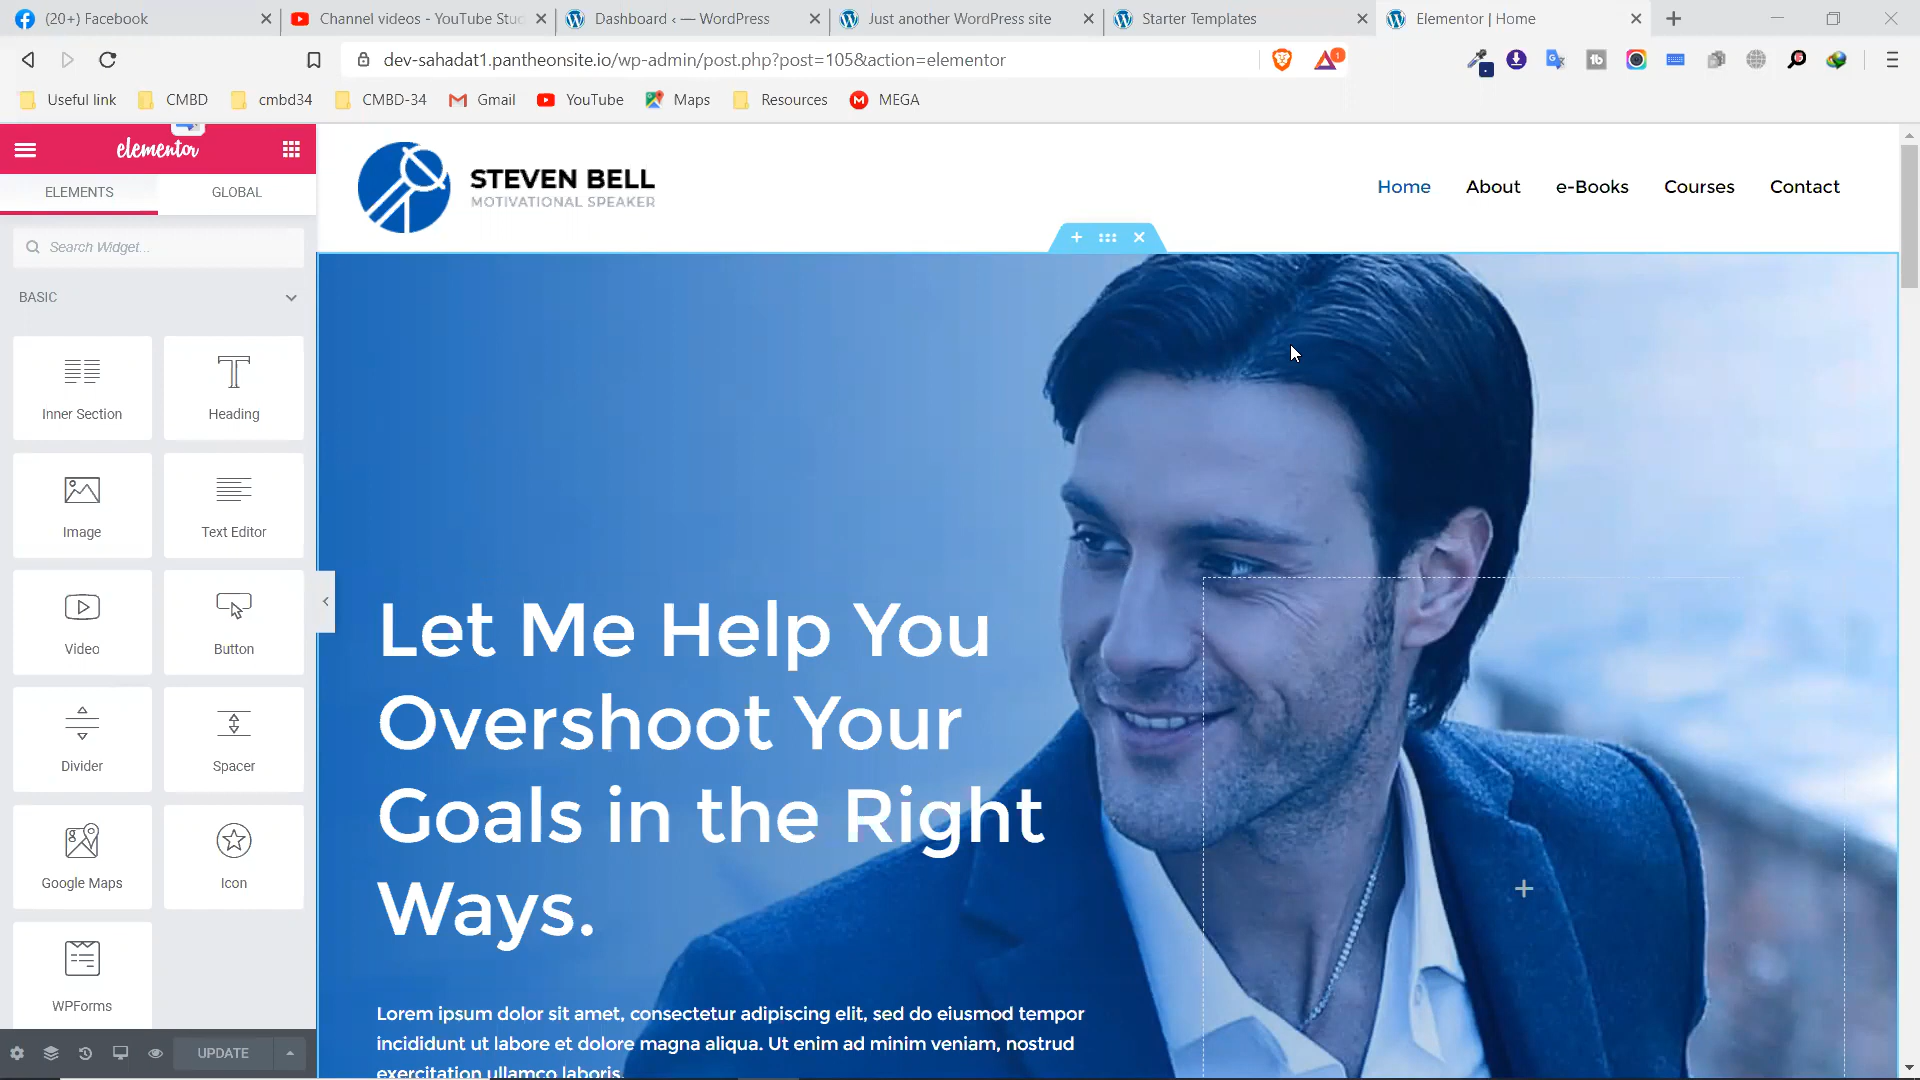 (20+) Facebook
Channel videos - YouTube Stud
Dashboard ‹ — WordPress
Just another WordPress site
Starter Templates
Elementor | Home
dev-sahadat1.pantheonsite.io/wp-admin/post.php?post=105&action=elementor
1
Useful link
CMBD
cmbd34
CMBD-34
Gmail
YouTube
Maps
Resources
MEGA
elementor
ELEMENTS
GLOBAL
Search Widget...
BASIC
Inner Section
Heading
Image
Text Editor
Video
Button
Divider
Spacer
Google Maps
Icon
WPForms
UPDATE
STEVEN BELL
MOTIVATIONAL SPEAKER
Home
About
e-Books
Courses
Contact
Let Me Help You
Overshoot Your
Goals in the Right
Ways.
Lorem ipsum dolor sit amet, consectetur adipiscing elit, sed do eiusmod tempor
incididunt ut labore et dolore magna aliqua. Ut enim ad minim veniam, nostrud
exercitation ullamco laboris.